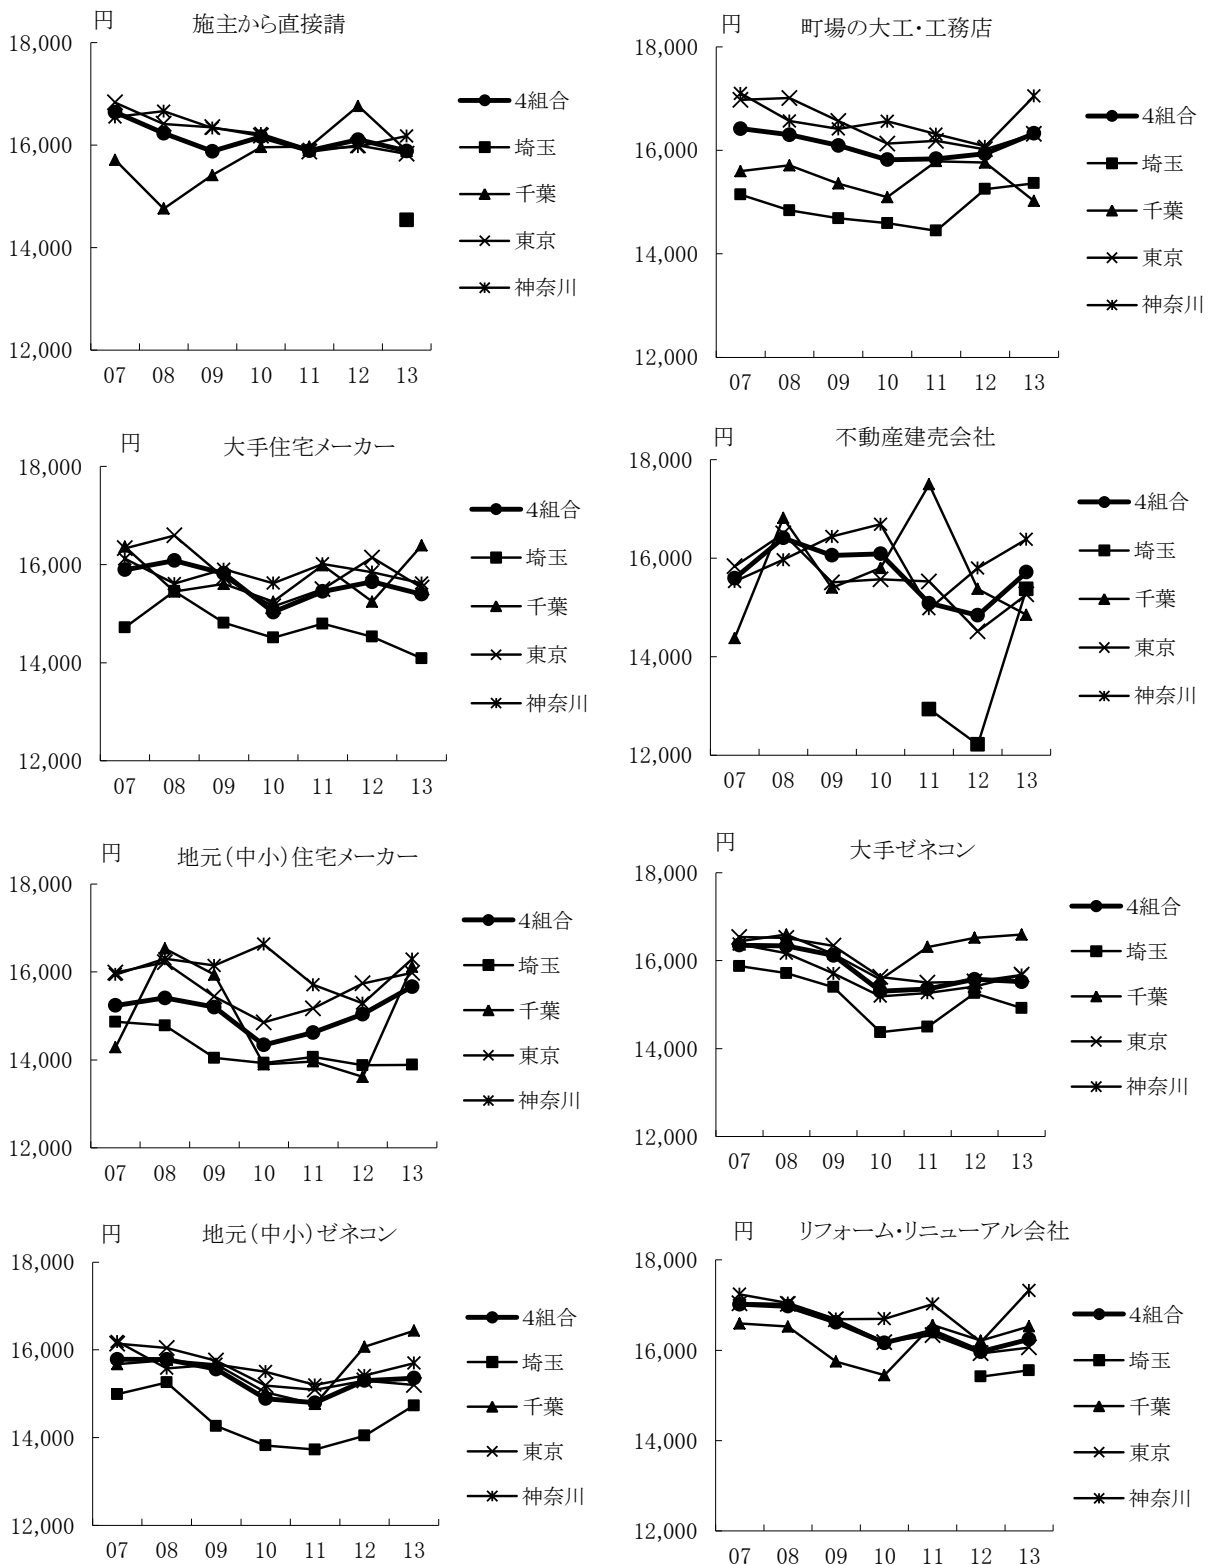 円
施主から直接請
18,000
16,000
14,000
12,000
07 08 09 10 11 12 13
4組合
埼玉
千葉
東京
神奈川
円
町場の大工・工務店
18,000
16,000
14,000
12,000
07 08 09 10 11 12 13
4組合
埼玉
千葉
東京
神奈川
円
大手住宅メーカー
18,000
16,000
14,000
12,000
07 08 09 10 11 12 13
4組合
埼玉
千葉
東京
神奈川
円
不動産建売会社
18,000
16,000
14,000
12,000
07 08 09 10 11 12 13
4組合
埼玉
千葉
東京
神奈川
円
地元(中小)住宅メーカー
18,000
16,000
14,000
12,000
07 08 09 10 11 12 13
4組合
埼玉
千葉
東京
神奈川
円
大手ゼネコン
18,000
16,000
14,000
12,000
07 08 09 10 11 12 13
4組合
埼玉
千葉
東京
神奈川
円
地元(中小)ゼネコン
18,000
16,000
14,000
12,000
07 08 09 10 11 12 13
4組合
埼玉
千葉
東京
神奈川
円
リフォーム・リニューアル会社
18,000
16,000
14,000
12,000
07 08 09 10 11 12 13
4組合
埼玉
千葉
東京
神奈川